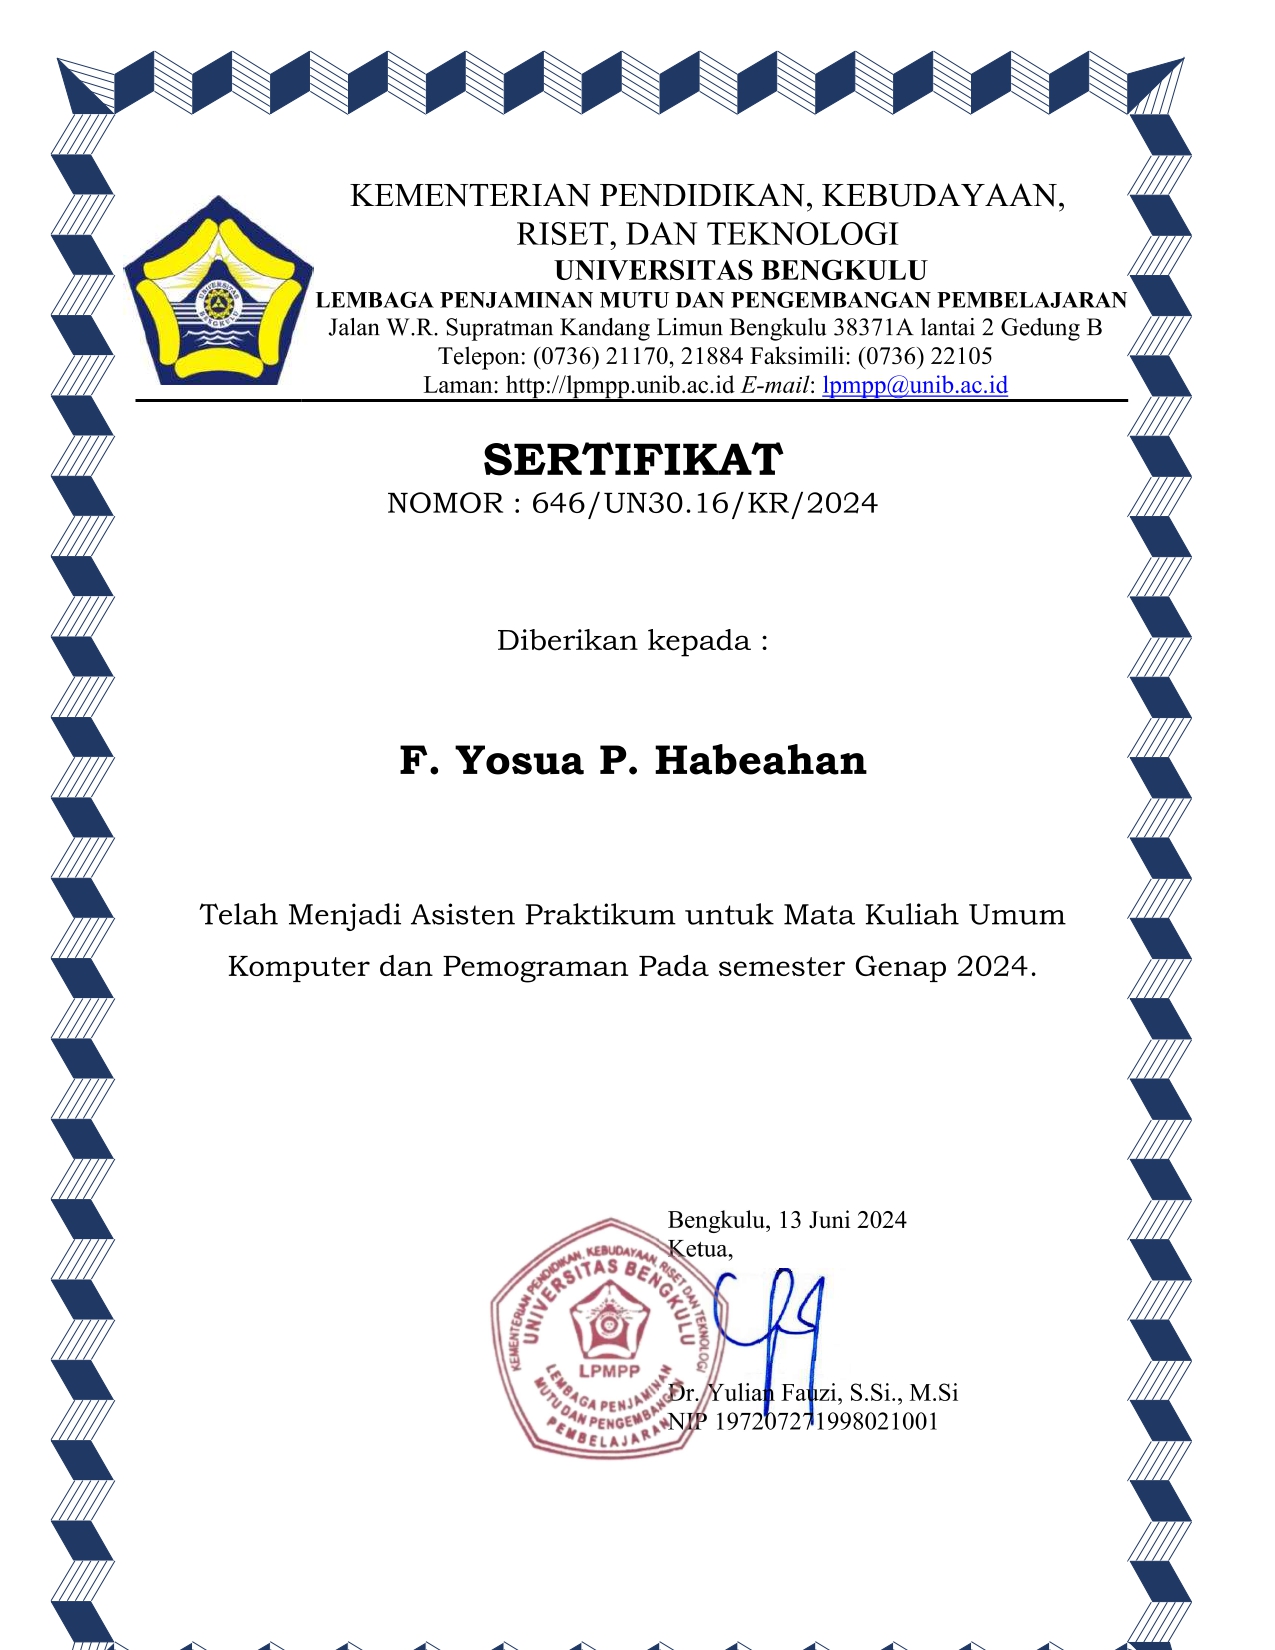 KEMENTERIAN PENDIDIKAN, KEBUDAYAAN,
RISET, DAN TEKNOLOGI
UNIVERSITAS BENGKULU
LEMBAGA PENJAMINAN MUTU DAN PENGEMBANGAN PEMBELAJARAN
Jalan W.R. Supratman Kandang Limun Bengkulu 38371A lantai 2 Gedung B
Telepon: (0736) 21170, 21884 Faksimili: (0736) 22105
Laman: http://lpmpp.unib.ac.id E-mail: lpmpp@unib.ac.id
UNIVERSITAS
BENGKULU
SERTIFIKAT
NOMOR : 646/UN30.16/KR/2024
Diberikan kepada :
F. Yosua P. Habeahan
Telah Menjadi Asisten Praktikum untuk Mata Kuliah Umum
Komputer dan Pemograman Pada semester Genap 2024.
Bengkulu, 13 Juni 2024
Ketua,
KEMENTERIAN PENDIDIKAN, KEBUDAYAAN, RISET DAN TEKNOLOGI
UNIVERSITAS BENGKULU
LPMPP
LEMBAGA PENJAMINAN
MUTU DAN PENGEMBANGAN
PEMBELAJARAN
Dr. Yulian Fauzi, S.Si., M.Si
NIP 197207271998021001